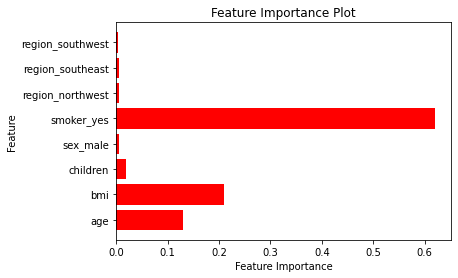 Feature Importance Plot
Feature
region_southwest
region_southeast
region_northwest
smoker_yes
sex_male
children
bmi
age
0.0 0.1 0.2 0.3 0.4 0.5 0.6
Feature Importance